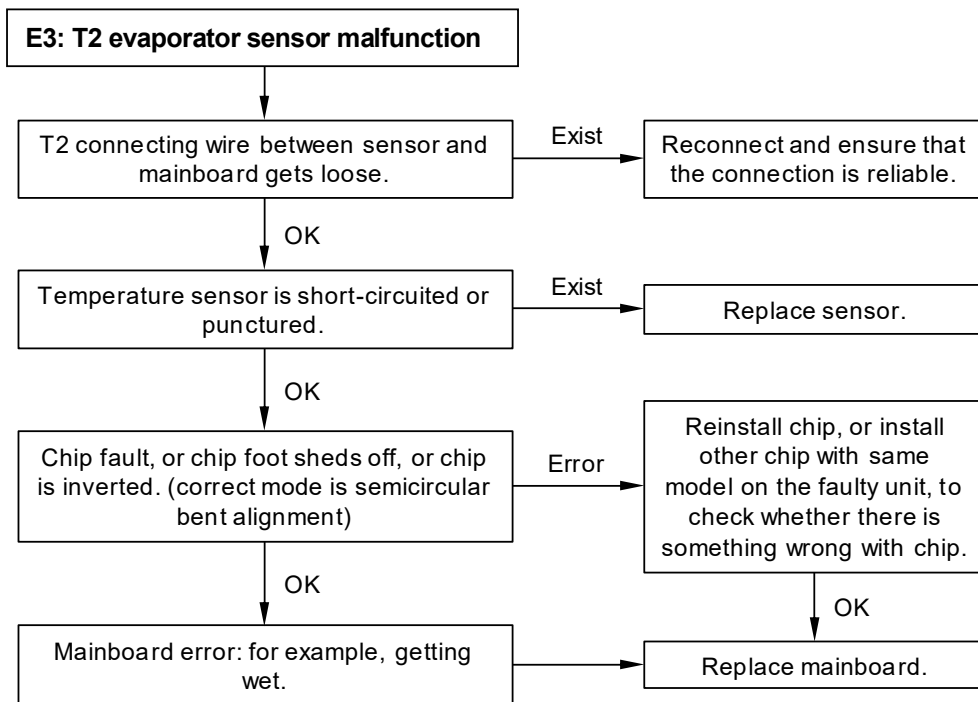 E3: T2 evaporator sensor malfunction
T2 connecting wire between sensor and
mainboard gets loose.
Exist
Reconnect and ensure that
the connection is reliable.
OK
Temperature sensor is short-circuited or
punctured.
Exist
Replace sensor.
OK
Chip fault, or chip foot sheds off, or chip
is inverted. (correct mode is semicircular
bent alignment)
Error
Reinstall chip, or install
other chip with same
model on the faulty unit, to
check whether there is
something wrong with chip.
OK
OK
Mainboard error: for example, getting
wet.
Replace mainboard.